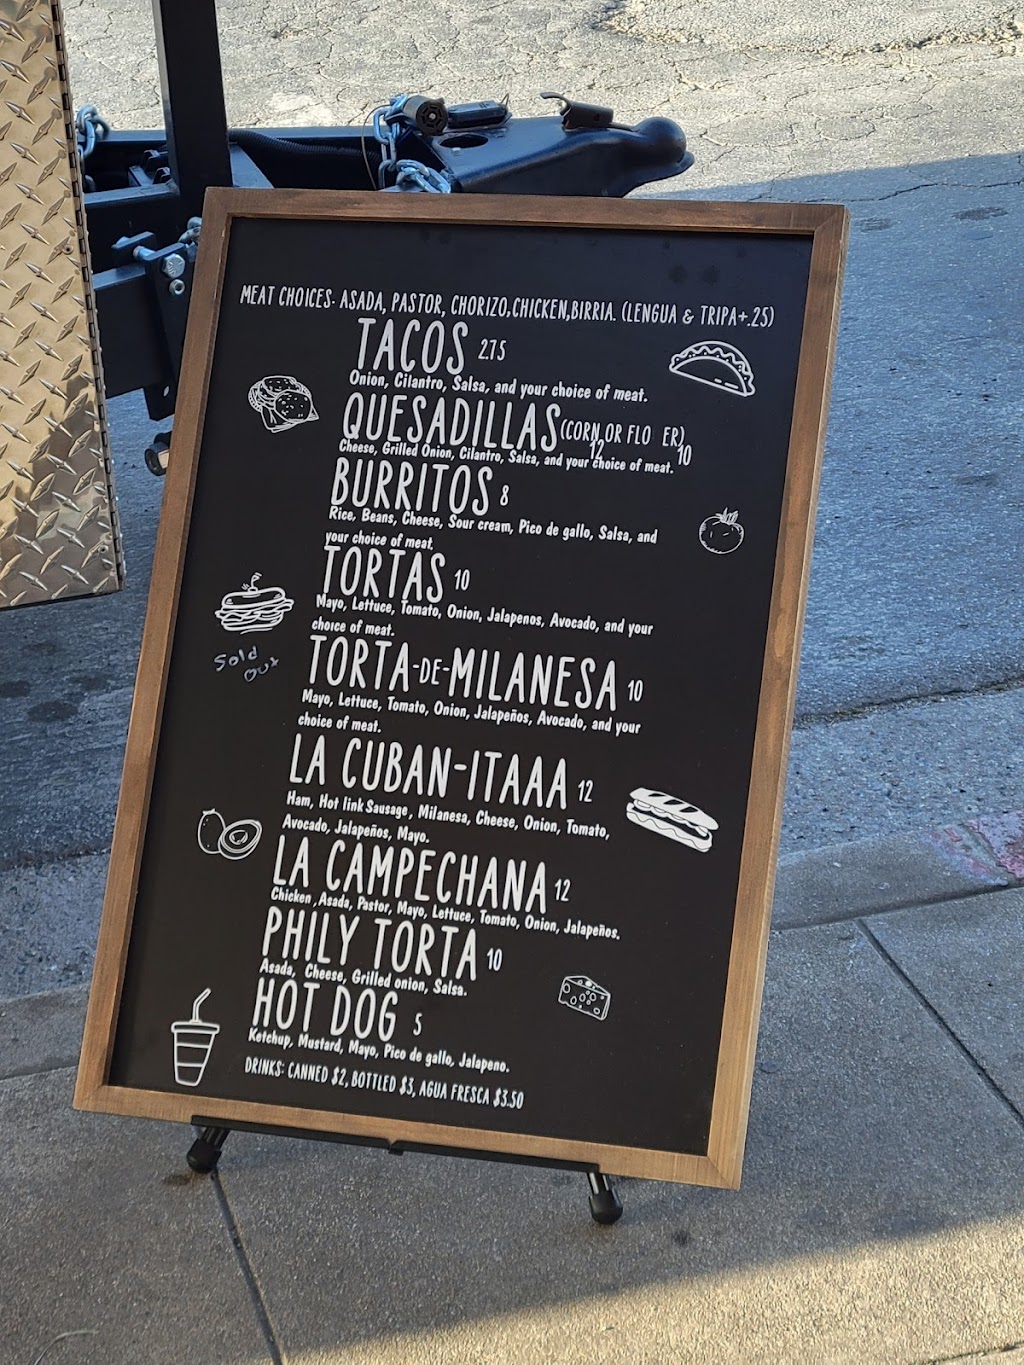 MEAT CHOICES- ASADA, PASTOR, CHORIZO,CHICKEN,BIRRIA. (LENGUA & TRIPA+.25)
TACOS 2.75
Onion, Cilantro, Salsa, and your choice of meat.
QUESADILLAS (CORN OR FLO ER)
12 10
Cheese, Grilled Onion, Cilantro, Salsa, and your choice of meat.
BURRITOS 8
Rice, Beans, Cheese, Sour cream, Pico de gallo, Salsa, and
your choice of meat.
TORTAS 10
Mayo, Lettuce, Tomato, Onion, Jalapenos, Avocado, and your
choice of meat.
Sold
out
TORTA-DE-MILANESA 10
Mayo, Lettuce, Tomato, Onion, Jalapeños, Avocado, and your
choice of meat.
LA CUBAN-ITAAA 12
Ham, Hot link Sausage, Milanesa, Cheese, Onion, Tomato,
Avocado, Jalapeños, Mayo.
LA CAMPECHANA 12
Chicken ,Asada, Pastor, Mayo, Lettuce, Tomato, Onion, Jalapeños.
PHILY TORTA 10
Asada, Cheese, Grilled onion, Salsa.
HOT DOG 5
Ketchup, Mustard, Mayo, Pico de gallo, Jalapeno.
DRINKS: CANNED $2, BOTTLED $3, AGUA FRESCA $3.50